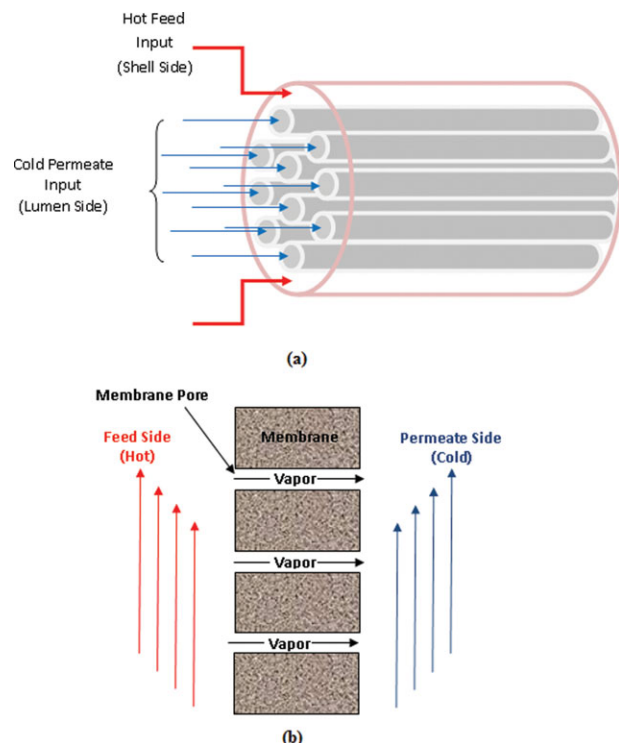 Hot Feed
Input
(Shell Side)
Cold Permeate
Input
(Lumen Side)
(a)
Membrane Pore
Feed Side
(Hot)
Membrane
Permeate Side
(Cold)
Vapor
Vapor
Vapor
(b)